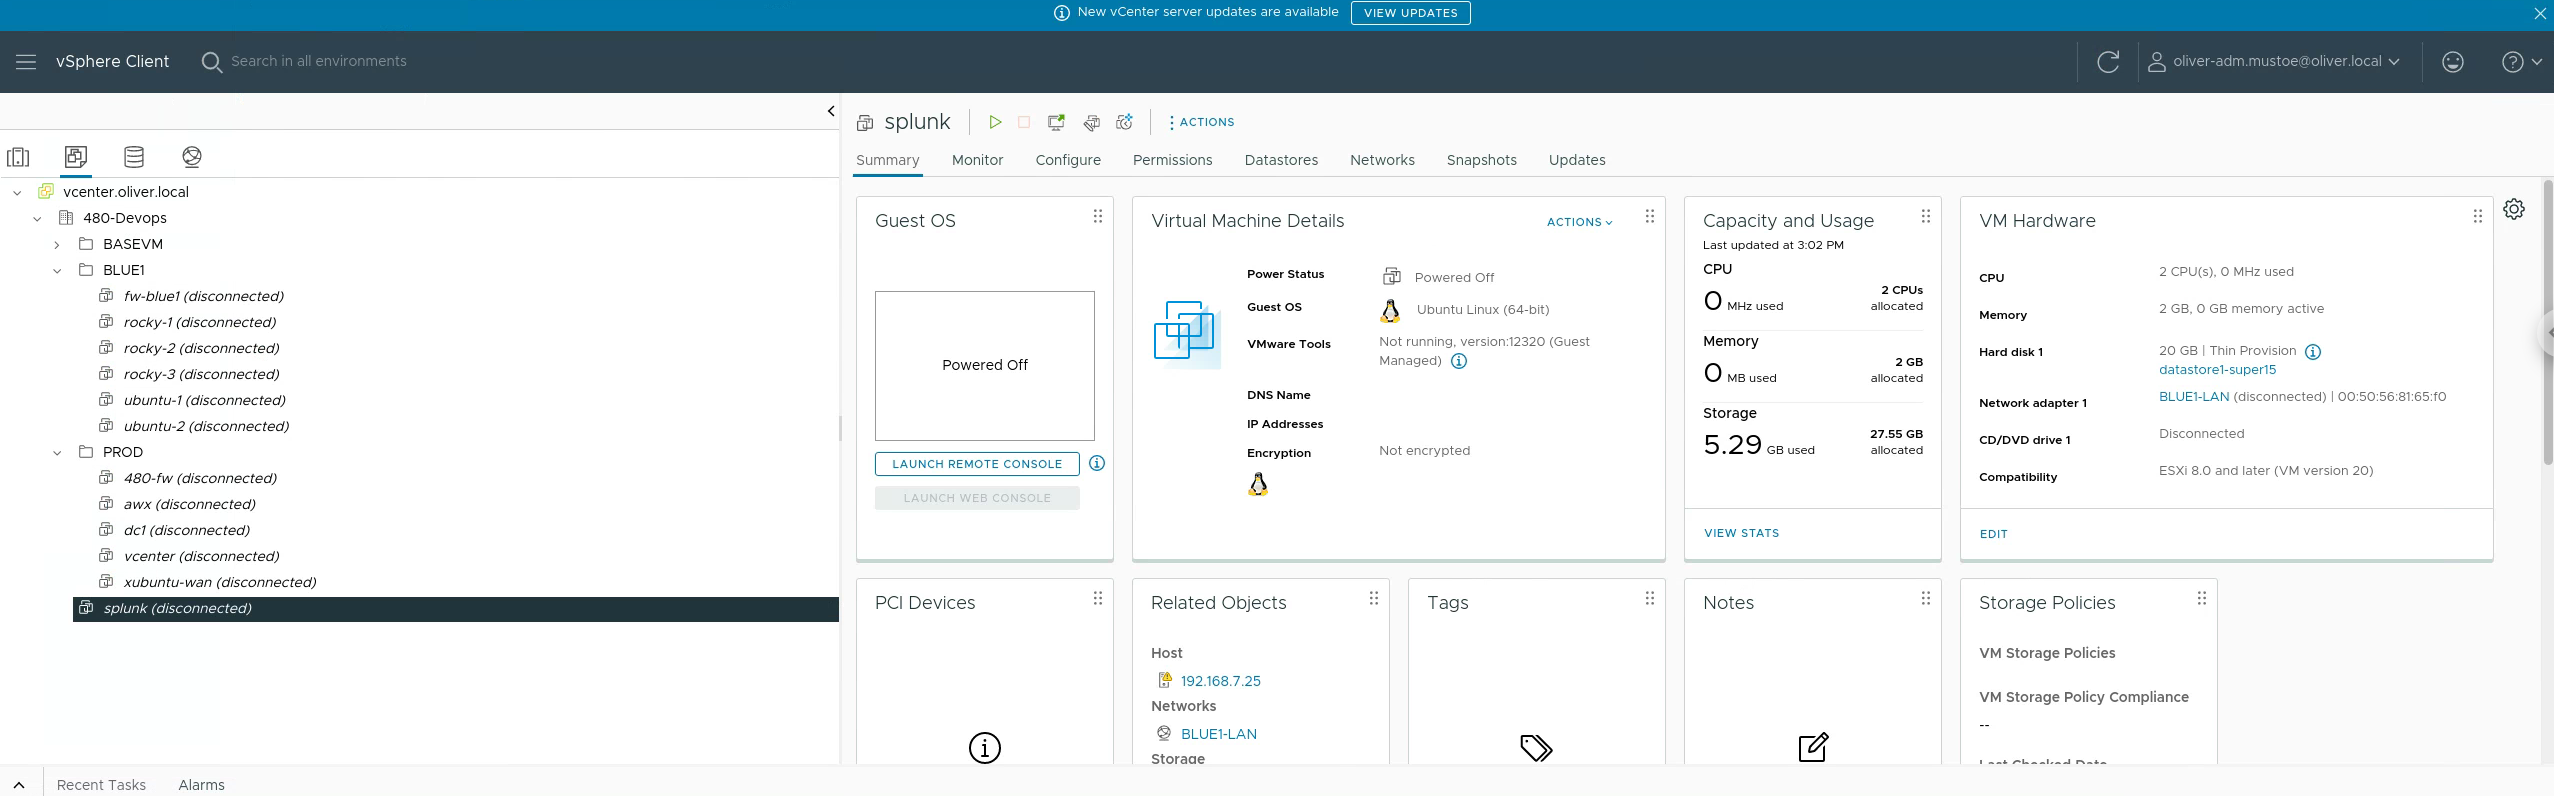 New vCenter server updates are available VIEW UPDATES
vSphere Client Search in all environments oliver-adm.mustoe@oliver.local
vcenter.oliver.local
480-Devops
BASEVM
BLUE1
fw-blue1 (disconnected)
rocky-1 (disconnected)
rocky-2 (disconnected)
rocky-3 (disconnected)
ubuntu-1 (disconnected)
ubuntu-2 (disconnected)
PROD
480-fw (disconnected)
awx (disconnected)
dc1 (disconnected)
vcenter (disconnected)
xubuntu-wan (disconnected)
splunk (disconnected)
splunk ACTIONS
Summary Monitor Configure Permissions Datastores Networks Snapshots Updates
Guest OS
Powered Off
LAUNCH REMOTE CONSOLE
LAUNCH WEB CONSOLE
Virtual Machine Details ACTIONS
Power Status Powered Off
Guest OS Ubuntu Linux (64-bit)
VMware Tools Not running, version:12320 (Guest
Managed)
DNS Name
IP Addresses
Encryption Not encrypted
Capacity and Usage
Last updated at 3:02 PM
CPU
0 MHz used 2 CPUs
allocated
Memory
0 MB used 2 GB
allocated
Storage
5.29 GB used 27.55 GB
allocated
VIEW STATS
VM Hardware
CPU 2 CPU(s), 0 MHz used
Memory 2 GB, 0 GB memory active
Hard disk 1 20 GB | Thin Provision
datastore1-super15
Network adapter 1 BLUE1-LAN (disconnected) | 00:50:56:81:65:f0
CD/DVD drive 1 Disconnected
Compatibility ESXi 8.0 and later (VM version 20)
EDIT
PCI Devices
Related Objects
Host
192.168.7.25
Networks
BLUE1-LAN
Storage
Tags
Notes
Storage Policies
VM Storage Policies
VM Storage Policy Compliance
--
Last Checked Date
Recent Tasks Alarms